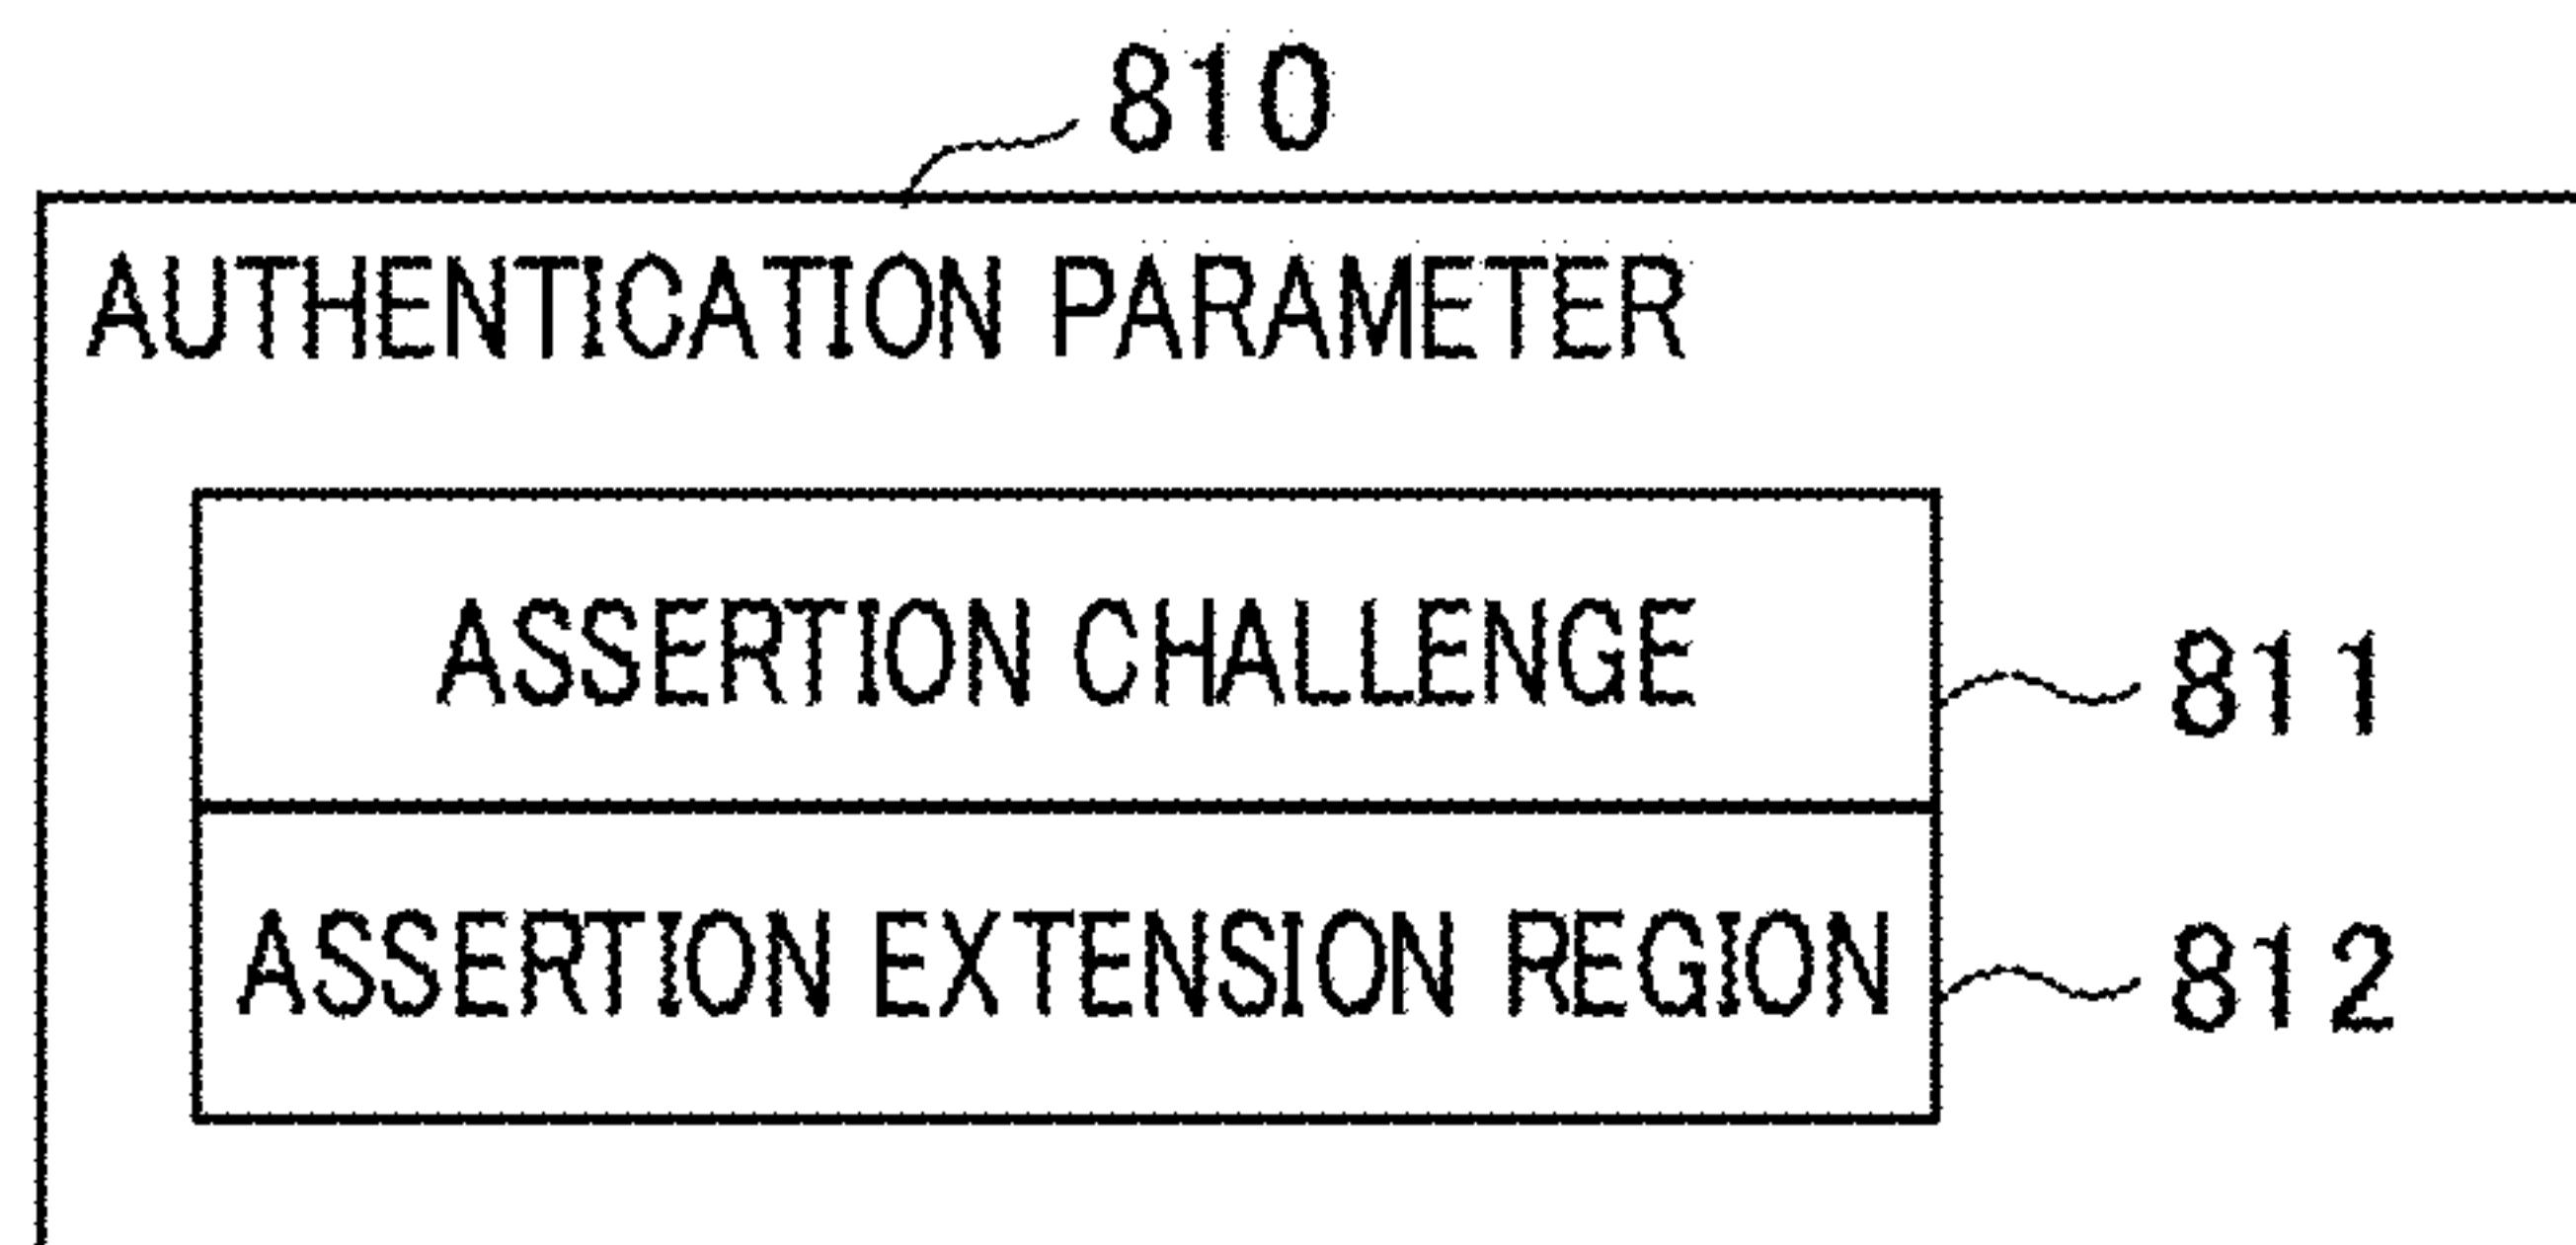 810
AUTHENTICATION PARAMETER
ASSERTION CHALLENGE
811
ASSERTION EXTENSION REGION
812